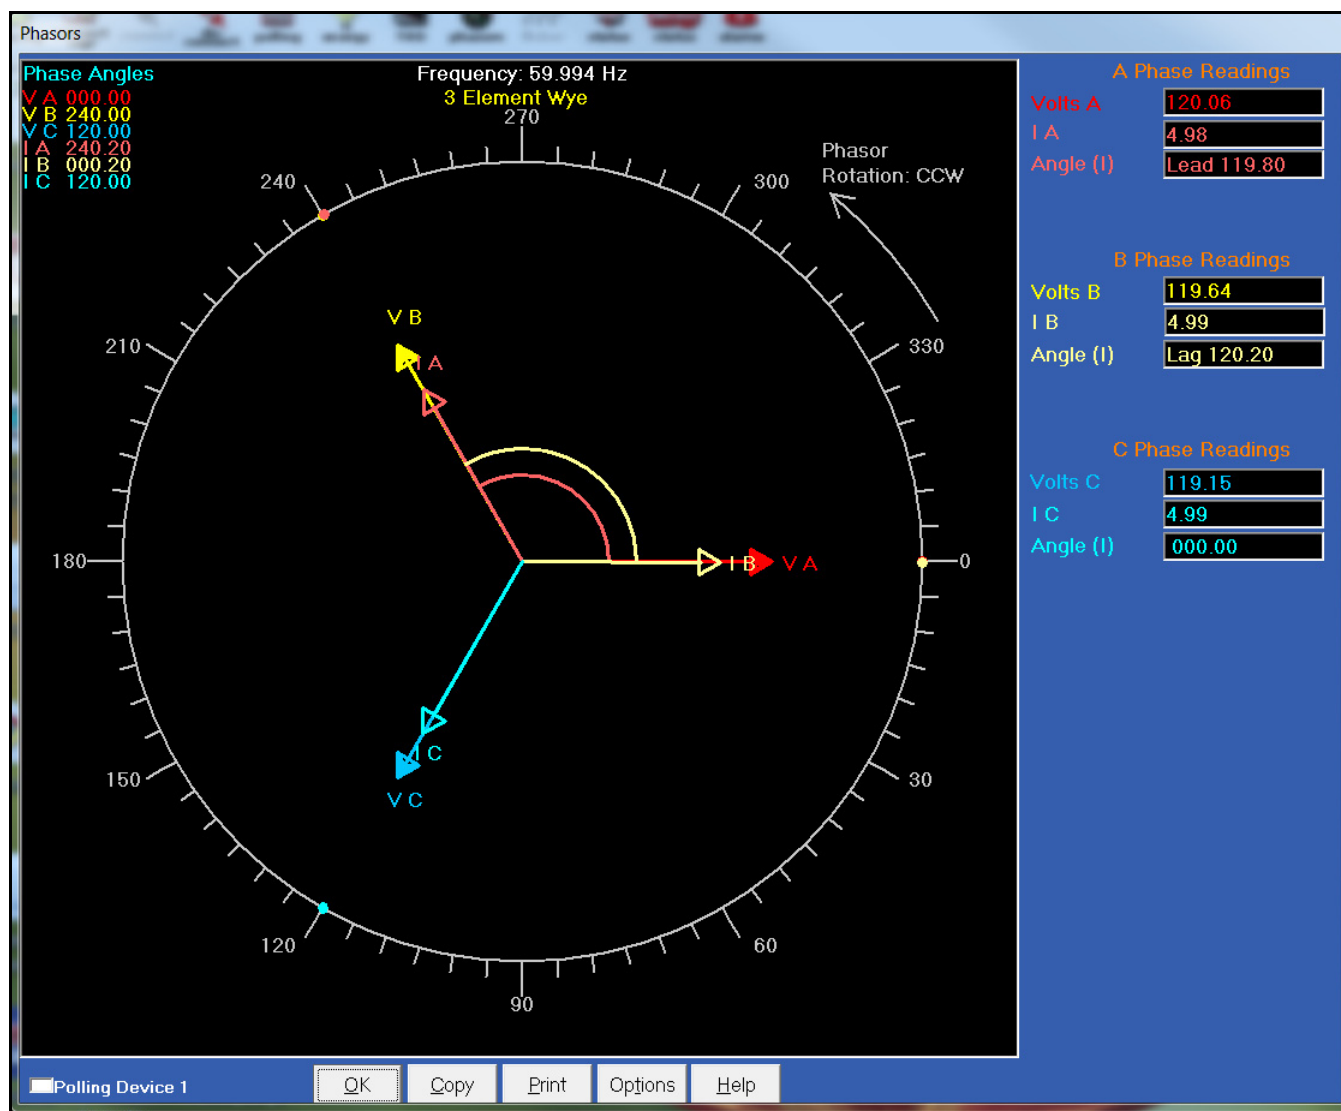 Phasors
Phase Angles
V A 000.00
V B 240.00
V C 120.00
I A 240.20
I B 000.20
I C 120.00
Frequency: 59.994 Hz
3 Element Wye
270
240
300
Phasor
Rotation: CCW
210
330
V B
I A
180
0
I B
V A
I C
V C
150
30
120
60
90
A Phase Readings
Volts A 120.06
I A 4.98
Angle (I) Lead 119.80
B Phase Readings
Volts B 119.64
I B 4.99
Angle (I) Lag 120.20
C Phase Readings
Volts C 119.15
I C 4.99
Angle (I) 000.00
Polling Device 1
OK
Copy
Print
Options
Help